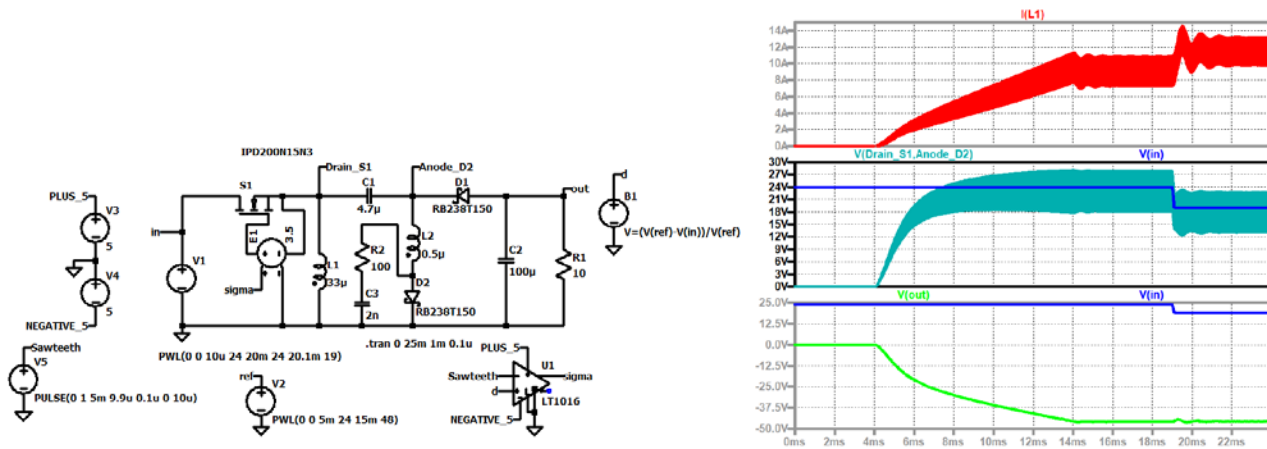 IPD200N15N3
S1
Drain_S1
Anode_D2
C1
4.7µ
D1
RB238T150
out
d
B1
V=(V(ref)-V(in))/V(ref)
PLUS_5
V3
5
V4
5
NEGATIVE_5
in
V1
E1
3.5
sigma
L1
33µ
R2
100
C3
2n
L2
0.5µ
D2
RB238T150
C2
100µ
R1
10
.tran 0 25m 1m 0.1u
PWL(0 0 10u 24 20m 24 20.1m 19)
Sawteeth
V5
PULSE(0 1 5m 9.9u 0.1u 0 10u)
ref
V2
PWL(0 0 5m 24 15m 48)
PLUS_5
U1
Sawteeth
sigma
d
LT1016
NEGATIVE_5
I(L1)
14A
12A
10A
8A
6A
4A
2A
0A
V(Drain_S1,Anode_D2) V(in)
30V
27V
24V
21V
18V
15V
12V
9V
6V
3V
0V
V(out) V(in)
25.0V
12.5V
0.0V
-12.5V
-25.0V
-37.5V
-50.0V
0ms 2ms 4ms 6ms 8ms 10ms 12ms 14ms 16ms 18ms 20ms 22ms